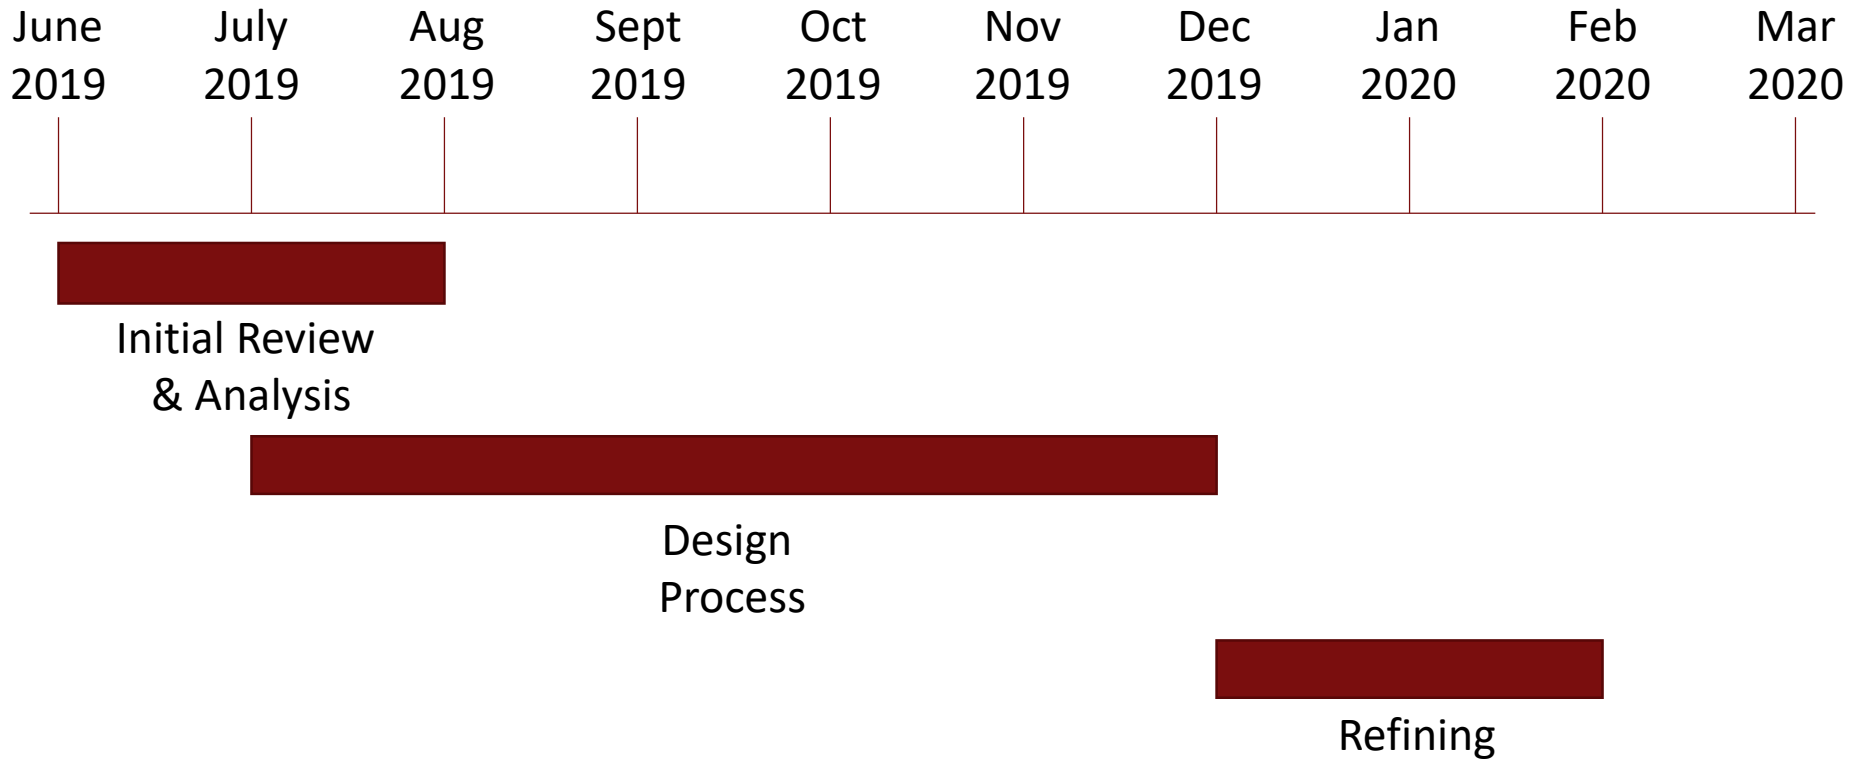 June July Aug Sept Oct Nov Dec Jan Feb Mar
2019 2019 2019 2019 2019 2019 2019 2020 2020 2020
Initial Review
& Analysis
Design
Process
Refining